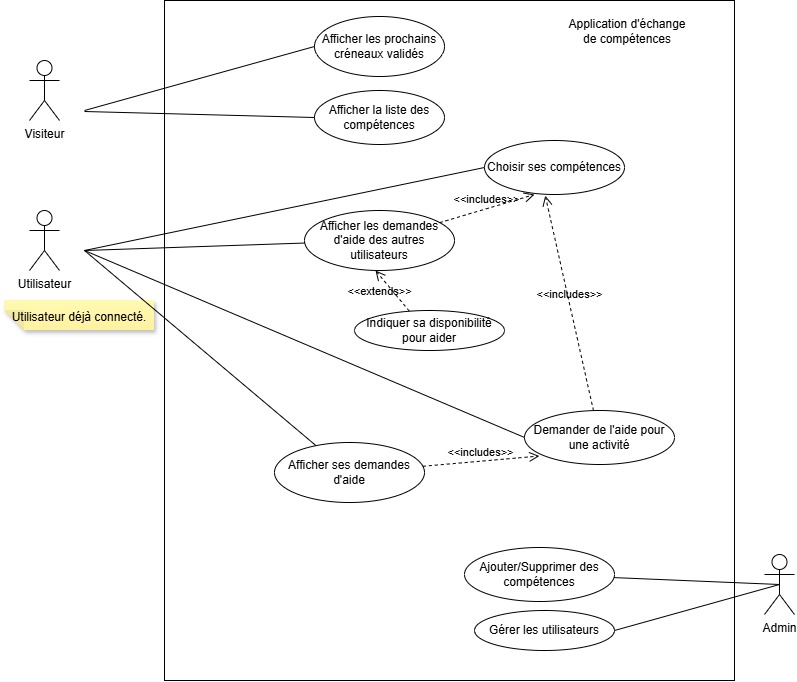 Application d'échange
de compétences
Afficher les prochains
créneaux validés
Visiteur
Afficher la liste des
compétences
Choisir ses compétences
<<includes>>
Afficher les demandes
d'aide des autres
utilisateurs
Utilisateur
<<extends>>
<<includes>>
Utilisateur déjà connecté.
Indiquer sa disponibilité
pour aider
Demander de l'aide pour
une activité
<<includes>>
Afficher ses demandes
d'aide
Ajouter/Supprimer des
compétences
Admin
Gérer les utilisateurs